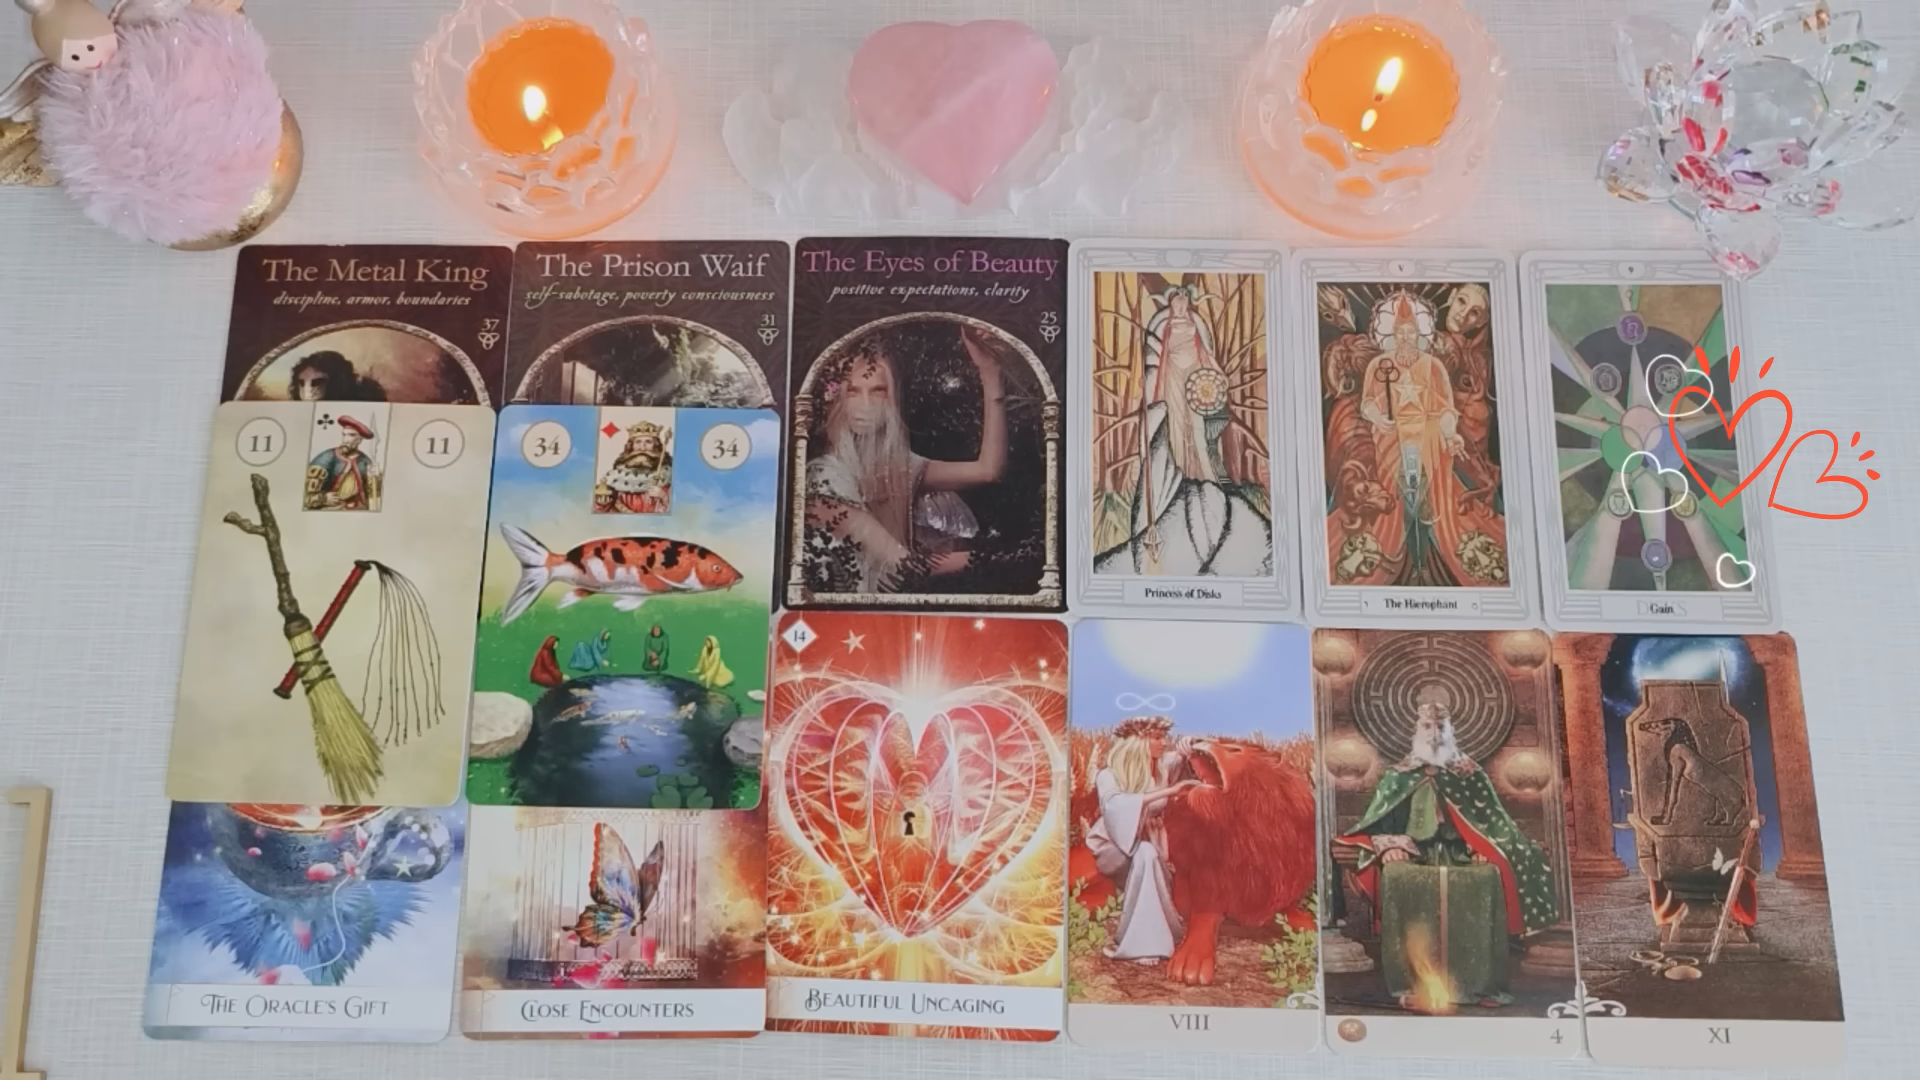 The Metal King
discipline, armor, boundaries
37
The Prison Waif
self-sabotage, poverty consciousness
31
The Eyes of Beauty
positive expectations, clarity
25
Princess of Disks
V
The Hierophant
9
Gain
11
11
34
34
14
THE ORACLE'S GIFT
CLOSE ENCOUNTERS
BEAUTIFUL UNCAGING
VIII
4
XI